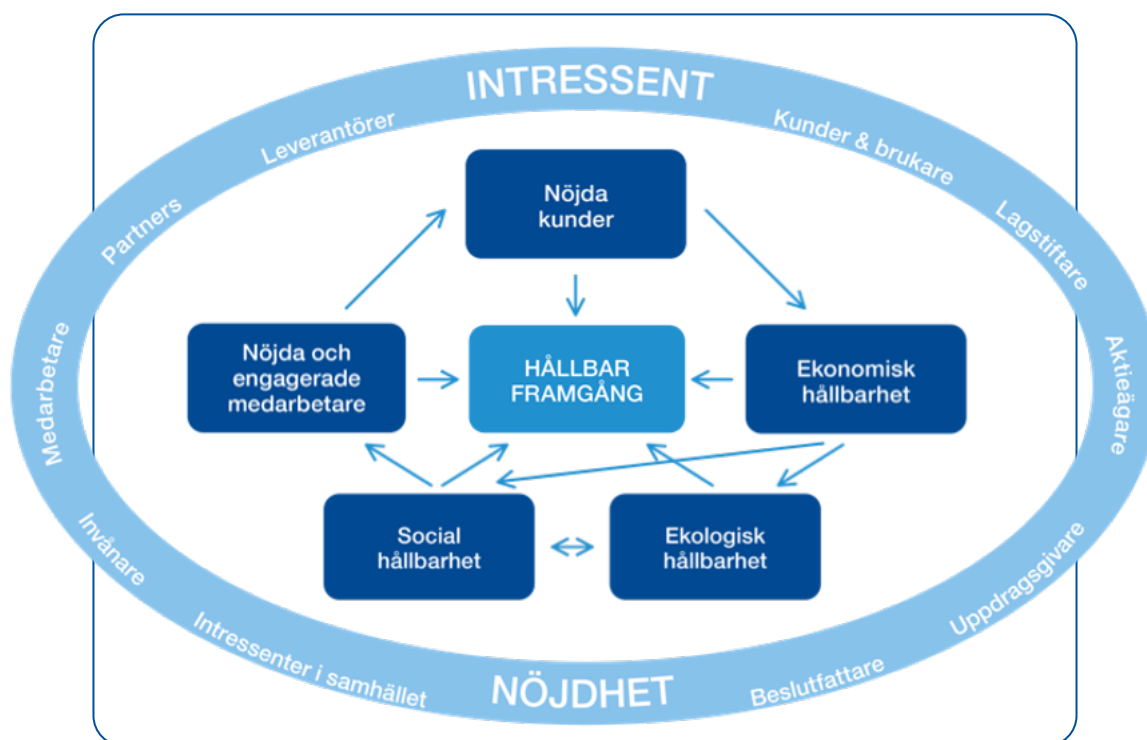 INTRESSENT
Leverantörer
Kunder & brukare
Partners
Lagstiftare
Medarbetare
Aktieägare
Invånare
Uppdragsgivare
Intressenter i samhället
Beslutfattare
NÖJDHET
Nöjda
kunder
Nöjda och
engagerade
medarbetare
HÅLLBAR
FRAMGÅNG
Ekonomisk
hållbarhet
Social
hållbarhet
Ekologisk
hållbarhet